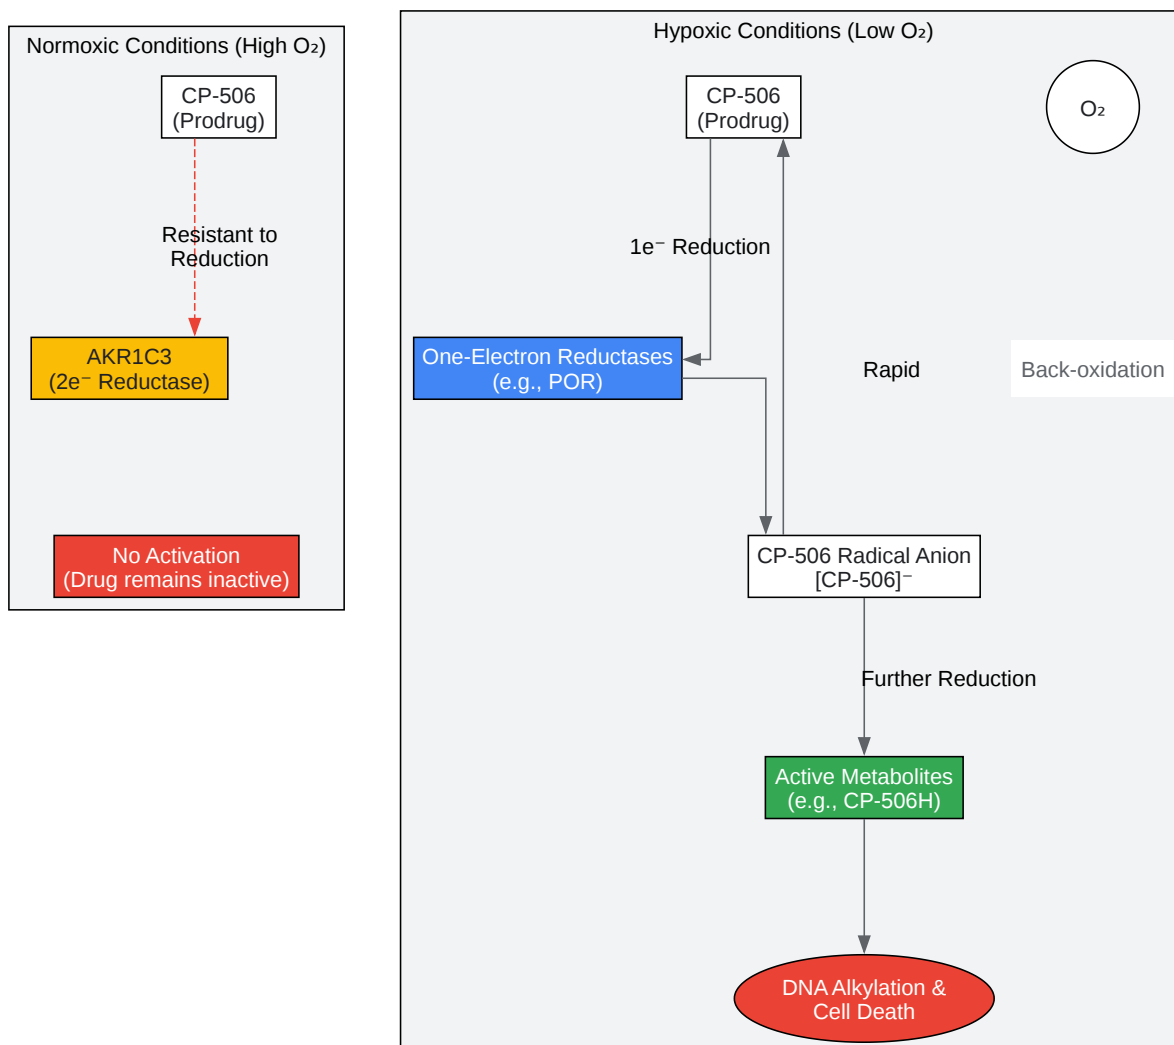 Normoxic Conditions (High O₂)
CP-506
(Prodrug)
Resistant to
Reduction
AKR1C3
(2e⁻ Reductase)
No Activation
(Drug remains inactive)
Hypoxic Conditions (Low O₂)
CP-506
(Prodrug)
O₂
1e⁻ Reduction
One-Electron Reductases
(e.g., POR)
Rapid
Back-oxidation
CP-506 Radical Anion
[CP-506]⁻
Further Reduction
Active Metabolites
(e.g., CP-506H)
DNA Alkylation &
Cell Death